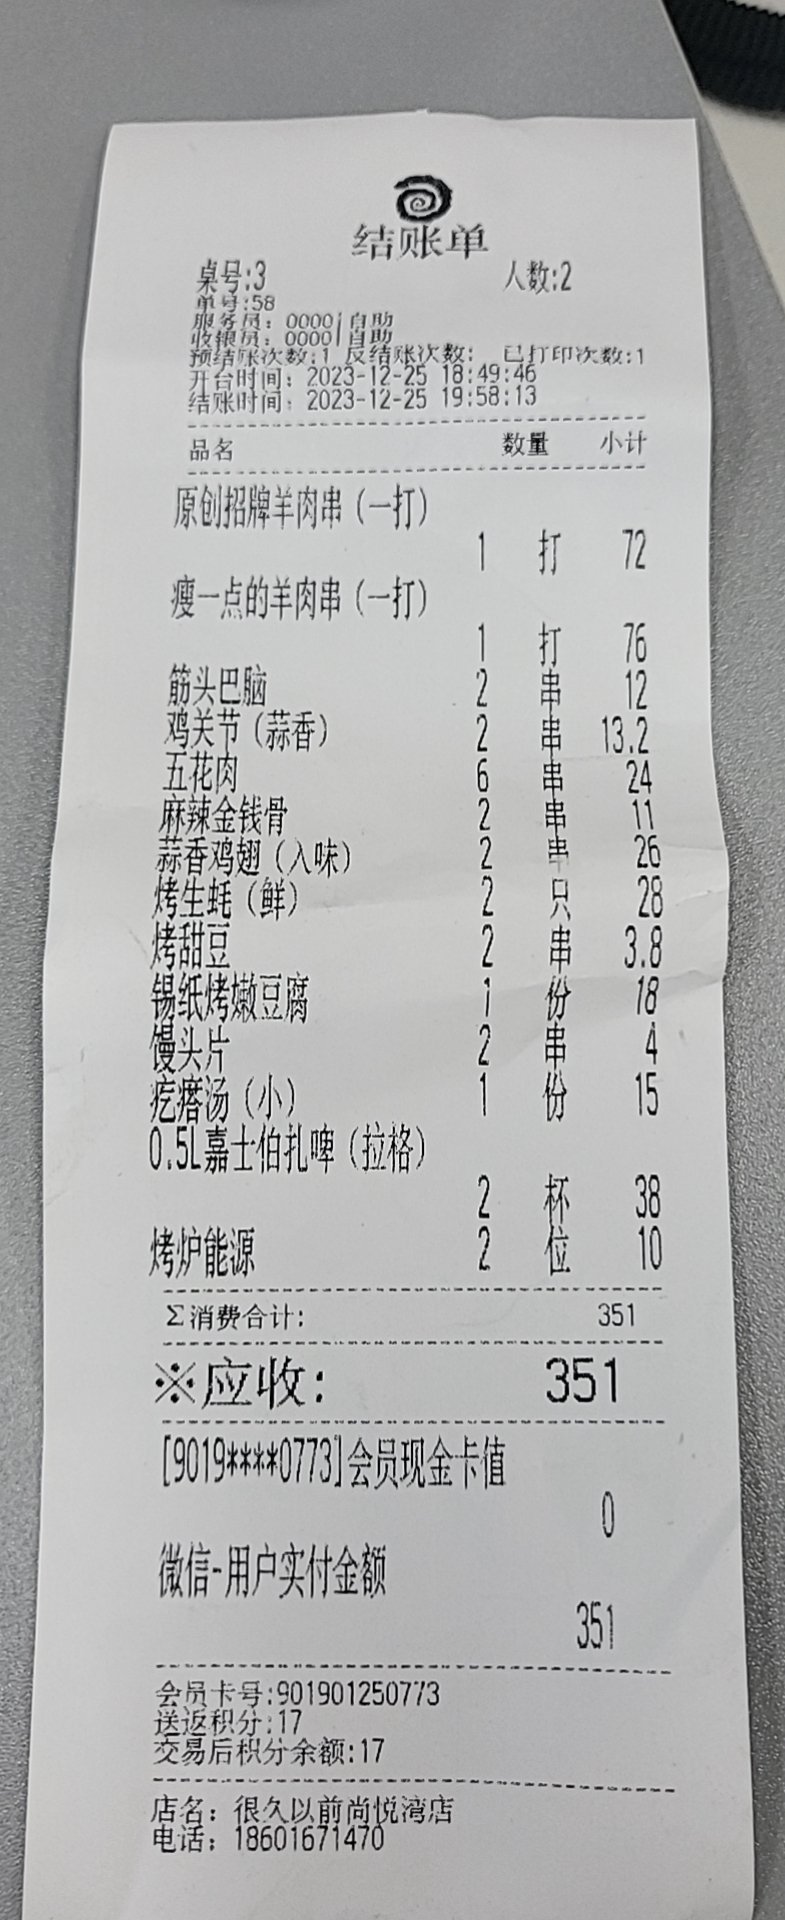 结账单
桌号:3 人数:2
单号:58
服务员: 0000|自助
收银员: 0000|自助
预结账次数:1 反结账次数: 已打印次数:1
开台时间: 2023-12-25 18:49:46
结账时间: 2023-12-25 19:58:13
品名 数量 小计
原创招牌羊肉串（一打）
1 打 72
瘦一点的羊肉串（一打）
1 打 76
筋头巴脑 2 串 12
鸡关节（蒜香） 2 串 13.2
五花肉 6 串 24
麻辣金钱骨 2 串 11
蒜香鸡翅（入味） 2 串 26
烤生蚝（鲜） 2 只 28
烤甜豆 2 串 3.8
锡纸烤嫩豆腐 1 份 18
馒头片 2 串 4
疙瘩汤（小） 1 份 15
0.5L嘉士伯扎啤（拉格）
2 杯 38
烤炉能源 2 位 10
Σ消费合计: 351
※应收: 351
[9019****0773]会员现金卡值
0
微信-用户实付金额
351
会员卡号:901901250773
送返积分:17
交易后积分余额:17
店名: 很久以前尚悦湾店
电话: 18601671470